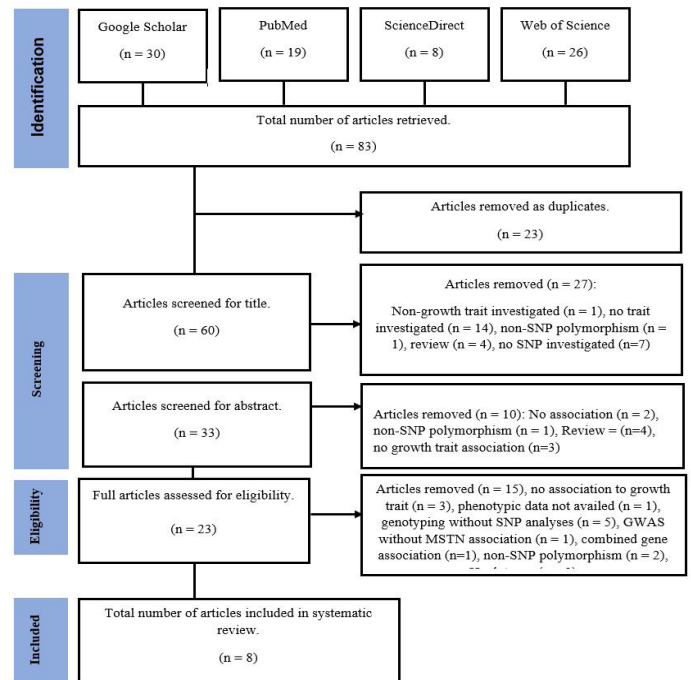 Identification
Google Scholar
(n = 30)
PubMed
(n = 19)
ScienceDirect
(n = 8)
Web of Science
(n = 26)
Total number of articles retrieved.
(n = 83)
Articles removed as duplicates.
(n = 23)
Screening
Articles screened for title.
(n = 60)
Articles removed (n = 27):
Non-growth trait investigated (n = 1), no trait
investigated (n = 14), non-SNP polymorphism (n =
1), review (n = 4), no SNP investigated (n=7)
Articles screened for abstract.
(n = 33)
Articles removed (n = 10): No association (n = 2),
non-SNP polymorphism (n = 1), Review = (n=4),
no growth trait association (n=3)
Eligibility
Full articles assessed for eligibility.
(n = 23)
Articles removed (n = 15), no association to growth
trait (n = 3), phenotypic data not availed (n = 1),
genotyping without SNP analyses (n = 5), GWAS
without MSTN association (n = 1), combined gene
association (n=1), non-SNP polymorphism (n = 2),
Included
Total number of articles included in systematic
review.
(n = 8)